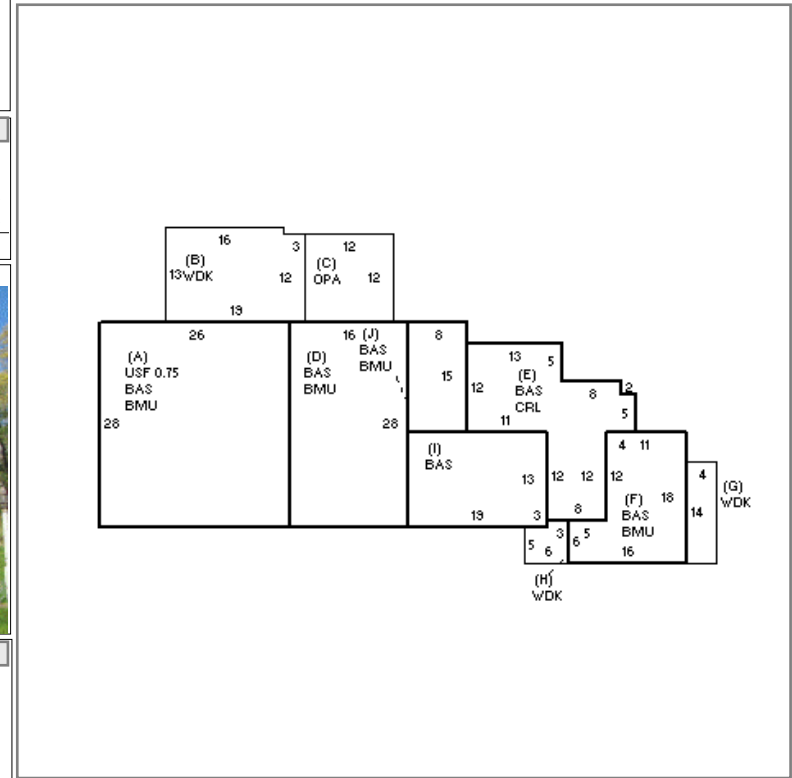 16
3
12
(B)
13 WDK
12
(C)
OPA
12
19
26
16
(J)
BAS
BMU
8
(A)
USF 0.75
BAS
BMU
(D)
BAS
BMU
15
13
5
(E)
BAS
CRL
12
8
2
5
11
28
28
(I)
BAS
4
11
13
12
12
12
18
(F)
BAS
BMU
4
(G)
WDK
14
19
3
8
5
6
3
6
5
16
(H)
WDK